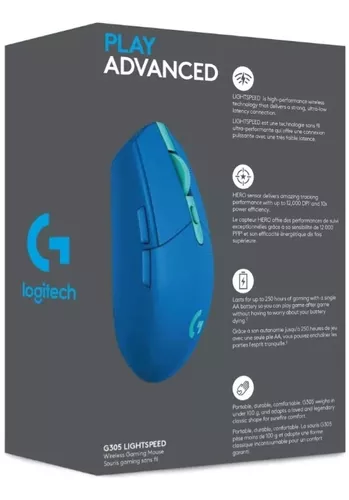 PLAY
ADVANCED
LIGHTSPEED is high-performance wireless
technology that delivers a strong, ultra-low
latency connection.
LIGHTSPEED est une technologie sans fil
ultra-performante qui offre une connexion
puissante avec une très faible latence.
HERO sensor delivers amazing tracking
performance with up to 12,000 DPI and 10x
power efficiency.
Le capteur HERO offre des performances de suivi
exceptionnelles grâce à sa sensibilité de 12 000
PPP et son efficacité énergétique dix fois
supérieure.
Lasts for up to 250 hours of gaming with a single
AA battery so you can play game after game
without having to worry about your battery
dying.
Grâce à son autonomie jusqu'à 250 heures de jeu
avec une seule pile AA, vous pouvez enchaîner les
parties l'esprit tranquille.
G
logitech
Portable, durable, comfortable. G305 weighs in
under 100 g, and adapts a loved and legendary
classic shape for comfort.
Portable, durable, confortable. La souris G305
pèse moins de 100 g et adopte une forme
classique incontournable pour un confort
G305 LIGHTSPEED
Wireless Gaming Mouse
Souris gaming sans fil